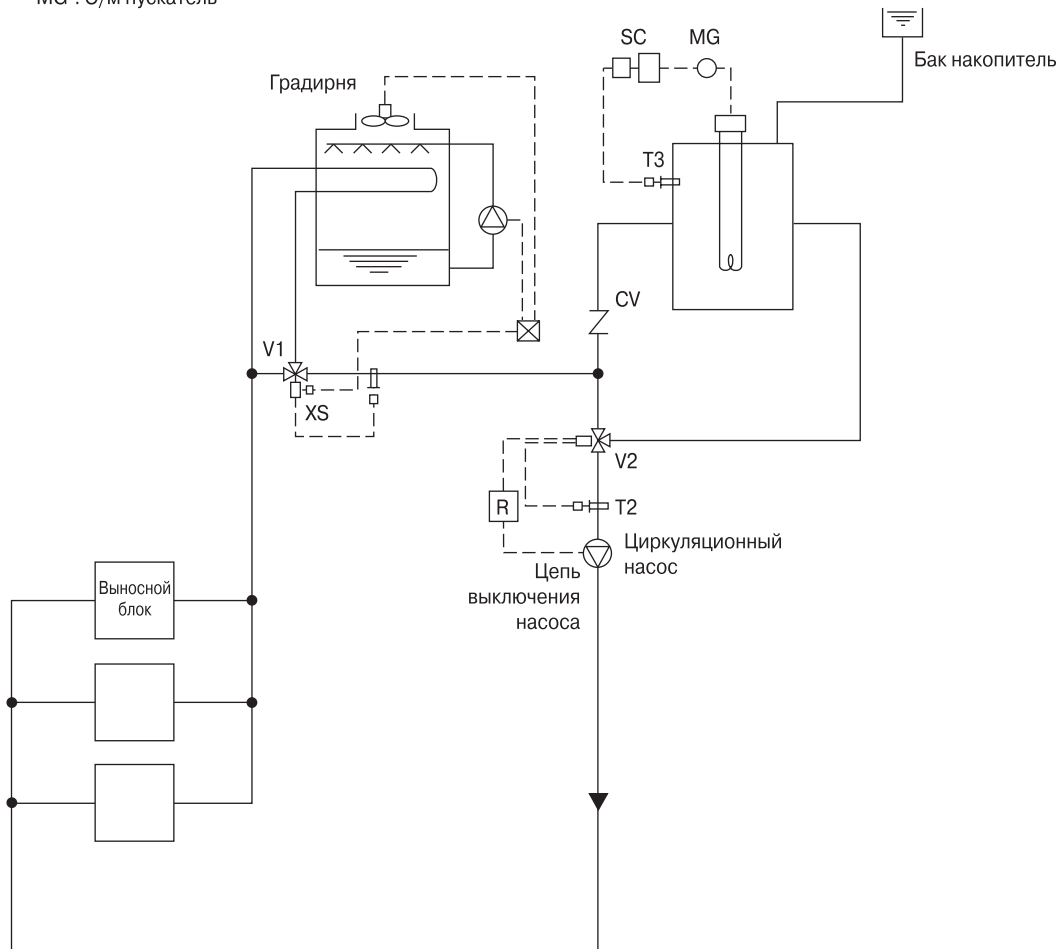 MG : Э/м пускатель
SC
MG
Бак накопитель
Градирня
T3
CV
V1
XS
V2
R
T2
Циркуляционный
насос
Цепь
выключения
насоса
Выносной
блок